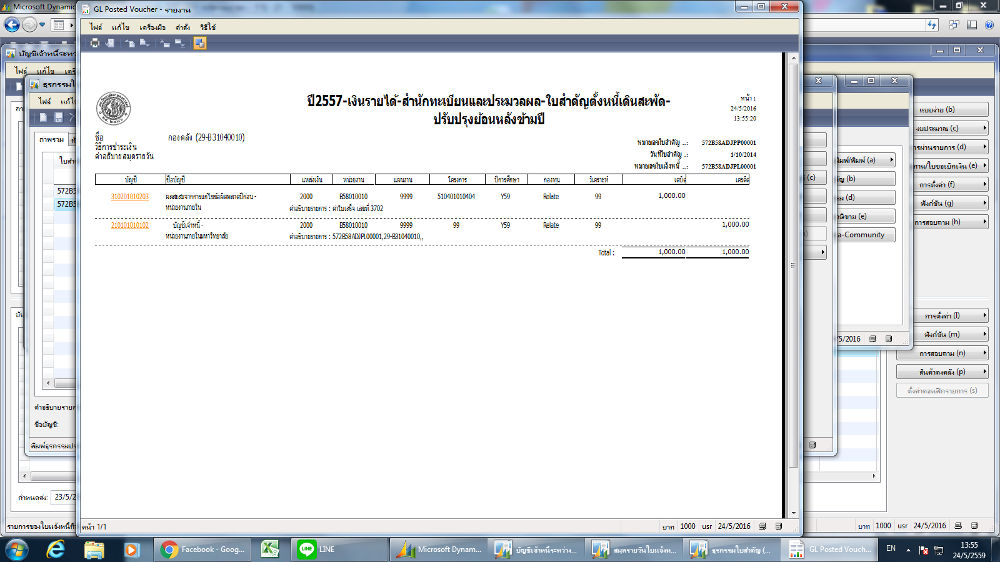 Microsoft Dynamic
GL Posted Voucher - รายงาน
ไฟล์ แก้ไข เครื่องมือ คำสั่ง วิธีใช้
บัญชีเจ้าหนี้ระหว่
ไฟล์ แก้ไข
ธุรกรรมใบ
ไฟล์ แก้ไ
ภาพรวม
ใบสำคั
572B5
572B5
คำอธิบายราย
ชื่อบัญชี:
กำหนดส่ง: 23/5/2
รายการของใบแจ้งหนี้ที่
ปี2557-เงินรายได้-สำนักทะเบียนและประมวลผล-ใบสำคัญตั้งหนี้เดินสะพัด-
ปรับปรุงย้อนหลังข้ามปี
หน้า 1
24/5/2016
13:55:20
ชื่อ กองคลัง (29-B31040010)
วิธีการชำระเงิน
คำอธิบายสมุดรายวัน
หมายเลขใบสำคัญ ..: 572B58ADJPP00001
วันที่ใบสำคัญ .: 1/10/2014
หมายเลขใบแจ้งหนี้ ..: 572B58ADJPL00001
บัญชี ชื่อบัญชี แหล่งเงิน หน่วยงาน แผนงาน โครงการ ปีการศึกษา กองทุน วิเคราะห์ เดบิต เครดิต
310201010203 ผลสะสมจากการแก้ไขข้อผิดพลาดปีก่อน - 2000 B58010010 9999 510401010404 Y59 Relate 99 1,000.00
หน่วยงานภายใน คำอธิบายรายการ : ค่าใบเสร็จ เลขที่ 3702
210101010102 บัญชีเจ้าหนี้ - 2000 B58010010 9999 99 Y59 Relate 99 1,000.00
หน่วยงานภายในมหาวิทยาลัย คำอธิบายรายการ : 572B58ADJPL00001,29-B31040010,,
Total : 1,000.00 1,000.00
หน้า 1/1
บาท 1000 usr 24/5/2016
(c)
พิมพ์/พิมพ์ (a)
(b)
(d)
(e)
a-Community
/5/2016
แบบง่าย (b)
งบประมาณ (c)
การผ่านรายการ (d)
ทาน/ใบขอเบิกเงิน (e)
การตั้งค่า (f)
ฟังก์ชัน (g)
การสอบถาม (h)
การตั้งค่า (l)
ฟังก์ชัน (m)
การสอบถาม (n)
สินค้าคงคลัง (p)
ตั้งค่าคอนฟิกรายการ (s)
บาท 1000 usr 24/5/2016
Facebook - Goog...
LINE
Microsoft Dynam...
บัญชีเจ้าหนี้ระหว่าง...
สมุดรายวันใบแจ้งห...
ธุรกรรมใบสำคัญ (...
GL Posted Vouch...
EN
13:55
24/5/2559